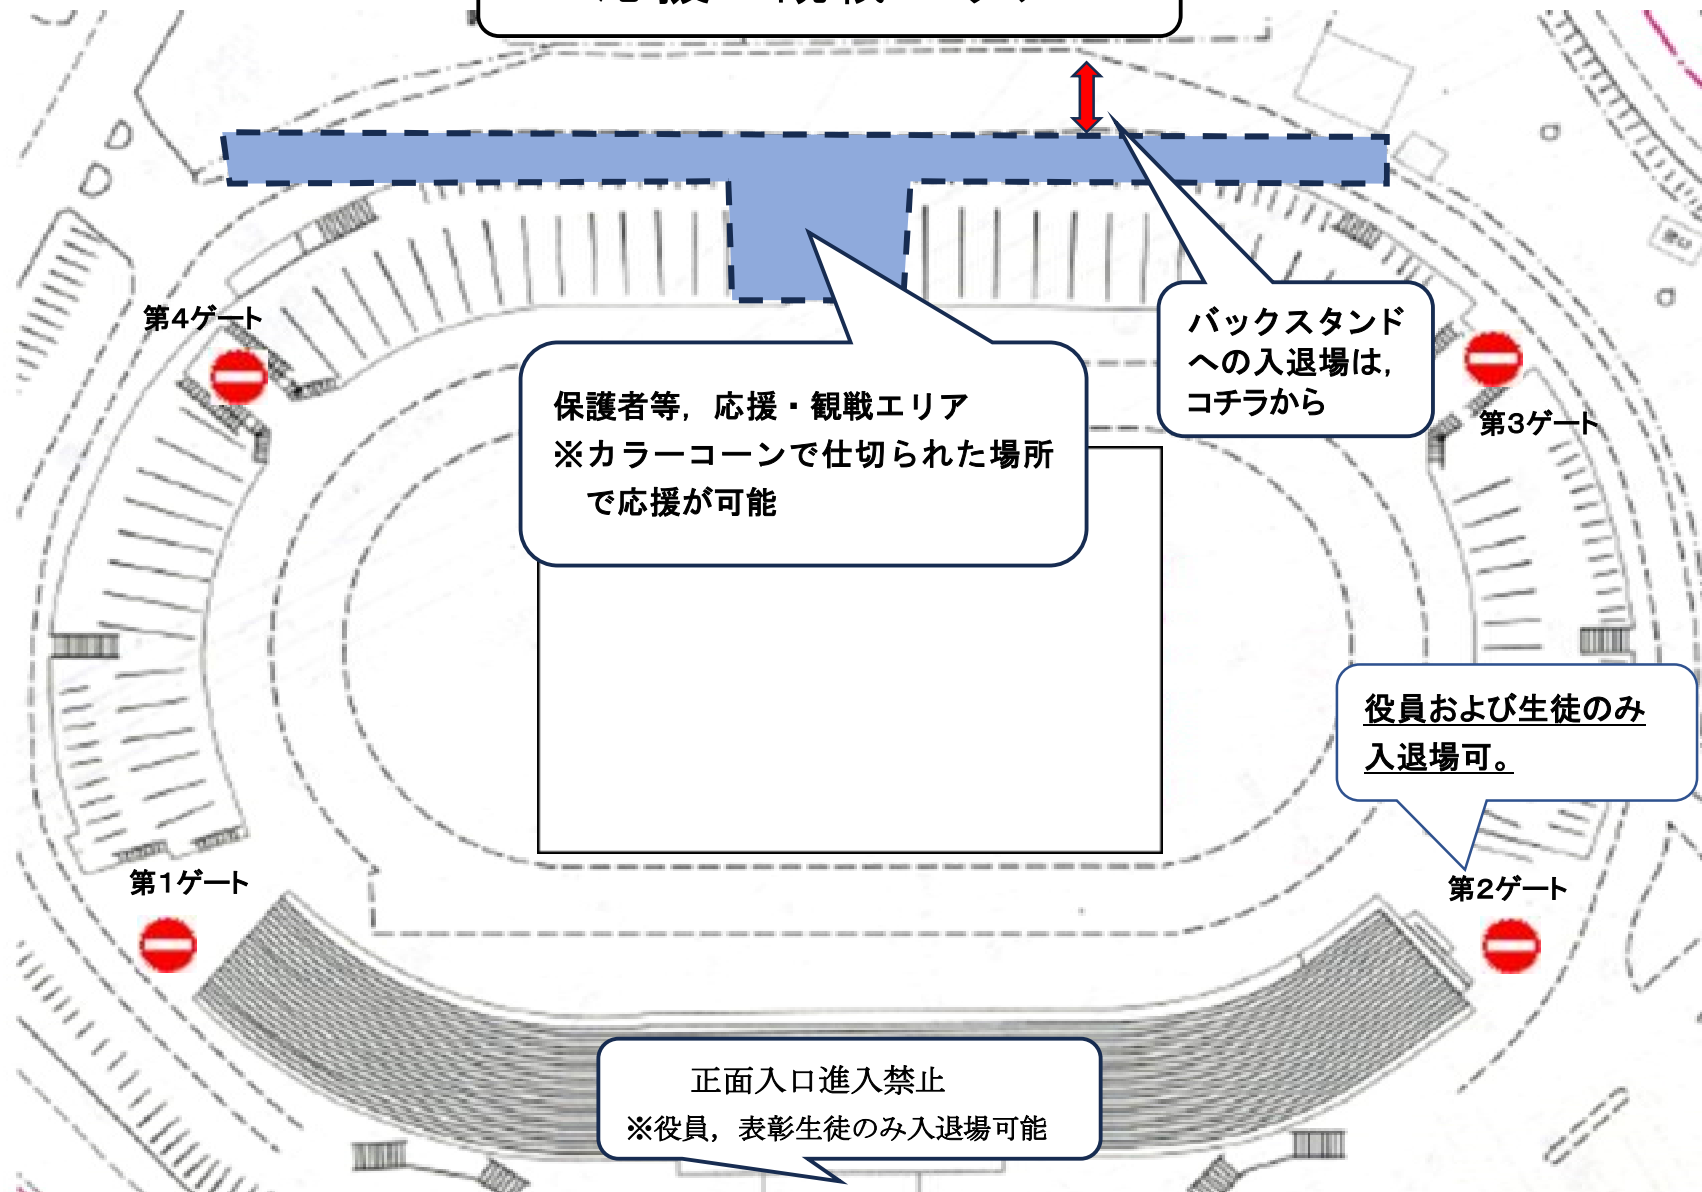 第4ゲート
バックスタンド
への入退場は，
コチラから
保護者等，応援・観戦エリア
※カラーコーンで仕切られた場所
で応援が可能
第3ゲート
役員および生徒のみ
入退場可。
第1ゲート
第2ゲート
正面入口進入禁止
※役員，表彰生徒のみ入退場可能